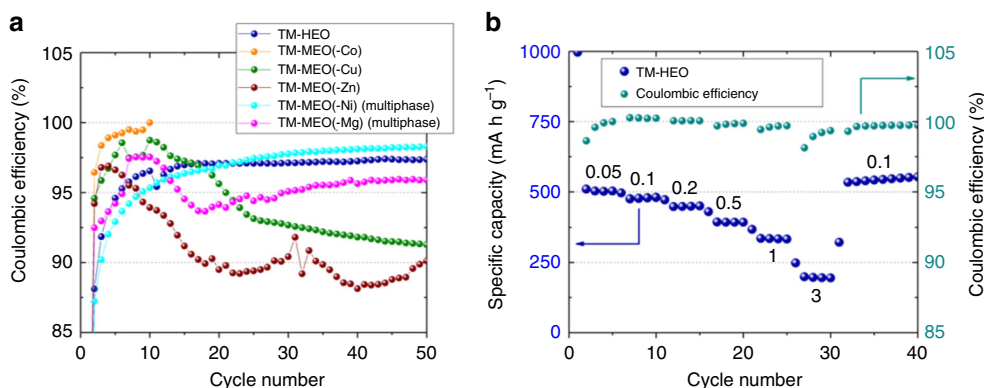 a
Coulombic efficiency (%)
105
100
95
90
85
0
10
20
30
40
50
Cycle number
TM-HEO
TM-MEO(-Co)
TM-MEO(-Cu)
TM-MEO(-Zn)
TM-MEO(-Ni) (multiphase)
TM-MEO(-Mg) (multiphase)
b
Specific capacity (mA h g⁻¹)
1000
750
500
250
0
TM-HEO
Coulombic efficiency
0.05
0.1
0.2
0.5
1
3
0.1
0
10
20
30
40
Cycle number
105
100
95
90
85
Coulombic efficiency (%)